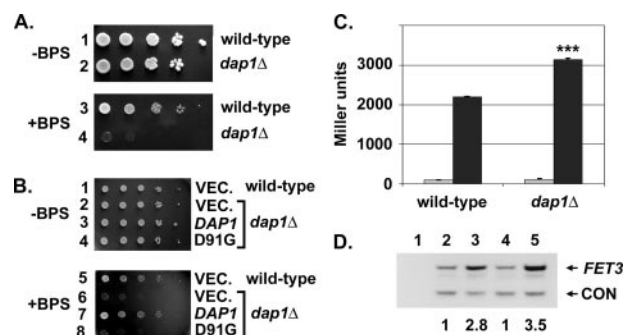 A.
-BPS
1 wild-type
2 dap1Δ
+BPS
3 wild-type
4 dap1Δ
B.
-BPS
1 VEC. wild-type
2 VEC.
3 DAP1 dap1Δ
4 D91G
+BPS
5 VEC. wild-type
6 VEC.
7 DAP1 dap1Δ
8 D91G
C.
Miller units
3000
2000
1000
0
***
wild-type dap1Δ
D.
1 2 3 4 5
FET3
CON
1 2.8 1 3.5